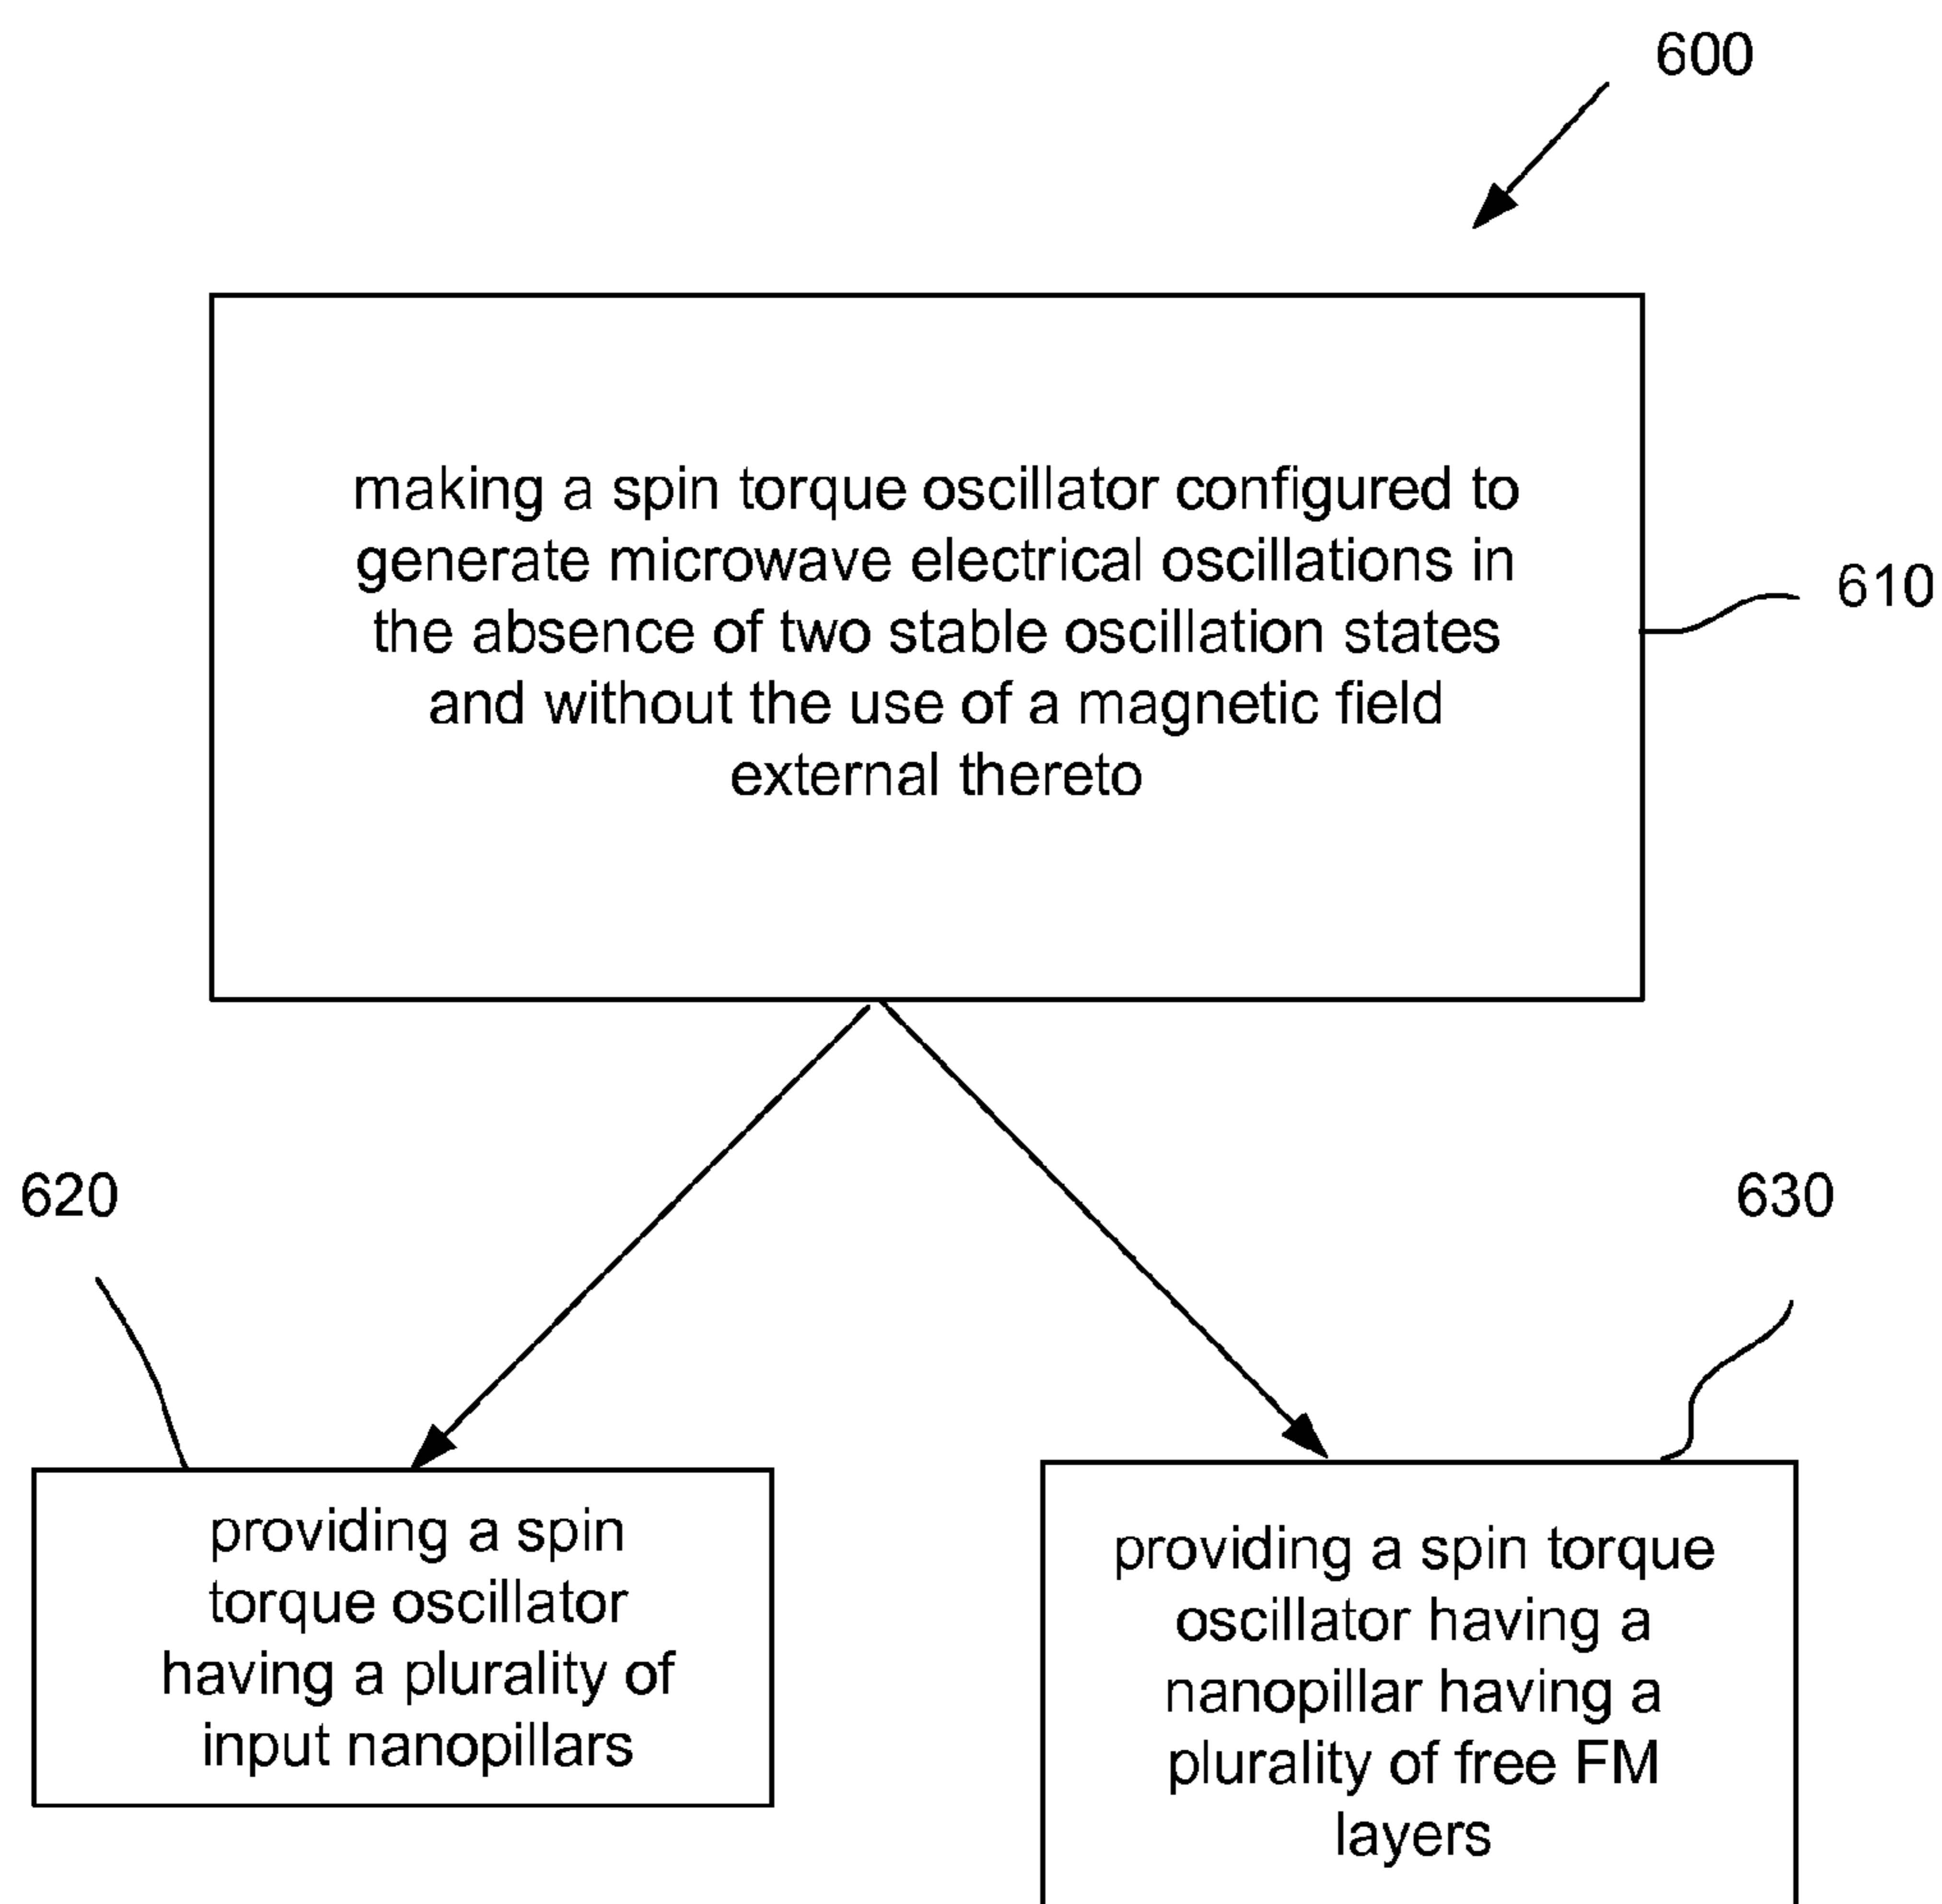 600
making a spin torque oscillator configured to
generate microwave electrical oscillations in
the absence of two stable oscillation states
and without the use of a magnetic field
external thereto
610
620
630
providing a spin
torque oscillator
having a plurality of
input nanopillars
providing a spin torque
oscillator having a
nanopillar having a
plurality of free FM
layers